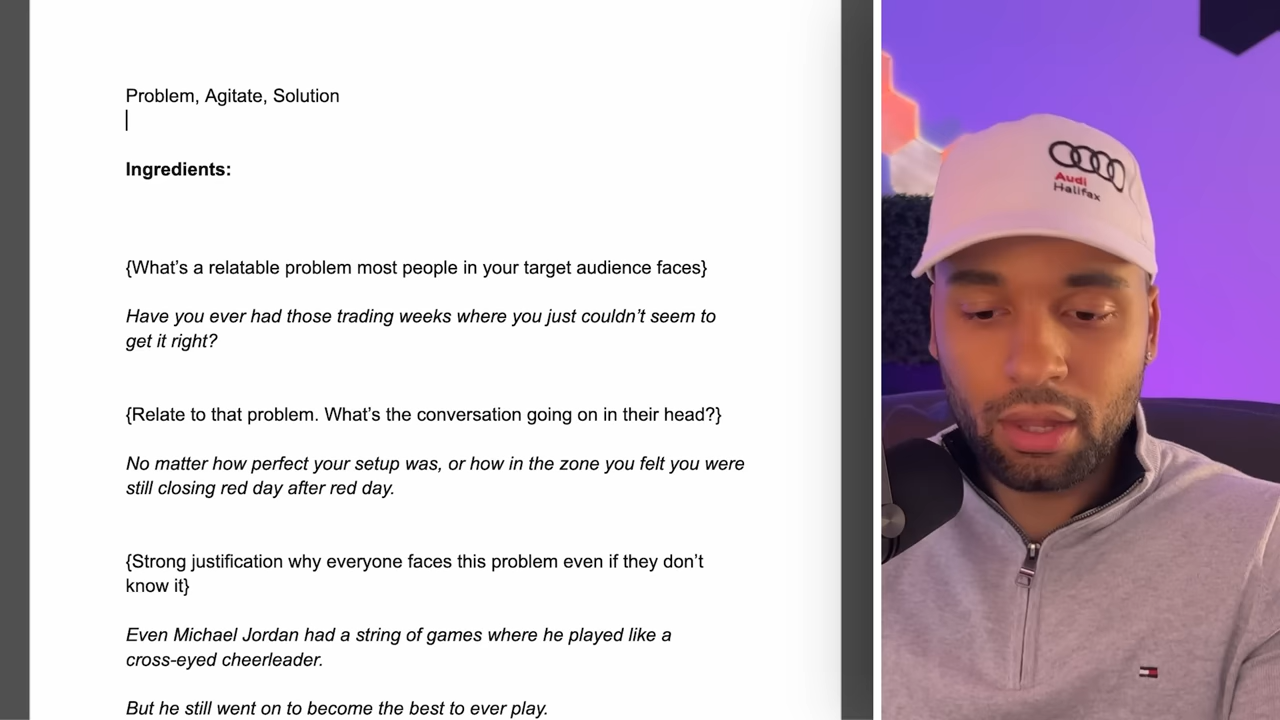 Problem, Agitate, Solution
Ingredients:
{What’s a relatable problem most people in your target audience faces}
Have you ever had those trading weeks where you just couldn’t seem to
get it right?
{Relate to that problem. What’s the conversation going on in their head?}
No matter how perfect your setup was, or how in the zone you felt you were
still closing red day after red day.
{Strong justification why everyone faces this problem even if they don’t
know it}
Even Michael Jordan had a string of games where he played like a
cross-eyed cheerleader.
But he still went on to become the best to ever play.
Audi
Halifax